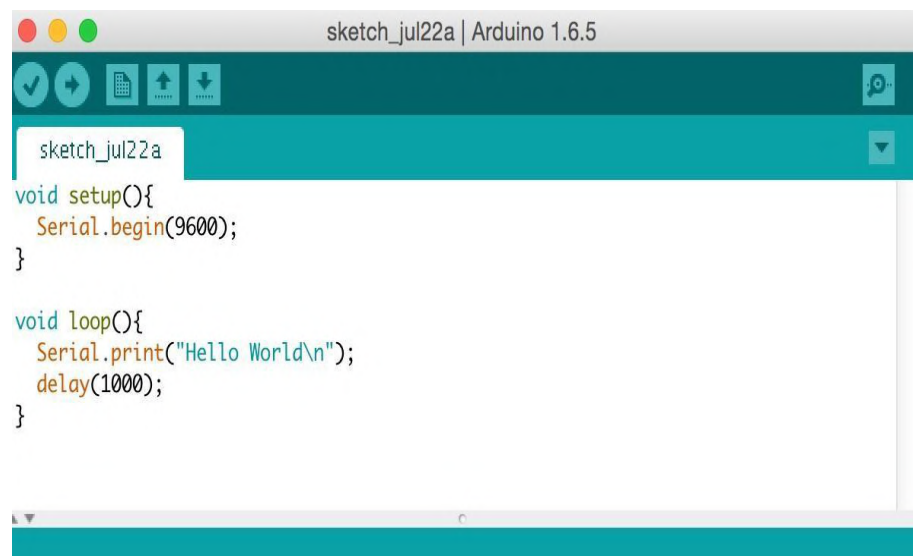 sketch_jul22a | Arduino 1.6.5
sketch_jul22a
void setup(){
  Serial.begin(9600);
}

void loop(){
  Serial.print("Hello World\n");
  delay(1000);
}